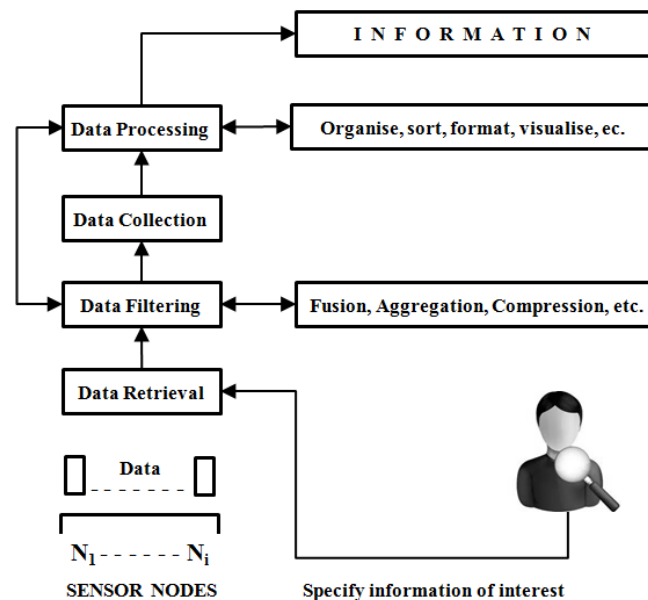 I N F O R M A T I O N
Data Processing
Organise, sort, format, visualise, ec.
Data Collection
Data Filtering
Fusion, Aggregation, Compression, etc.
Data Retrieval
Data
N1 - - - - - - Ni
SENSOR NODES
Specify information of interest